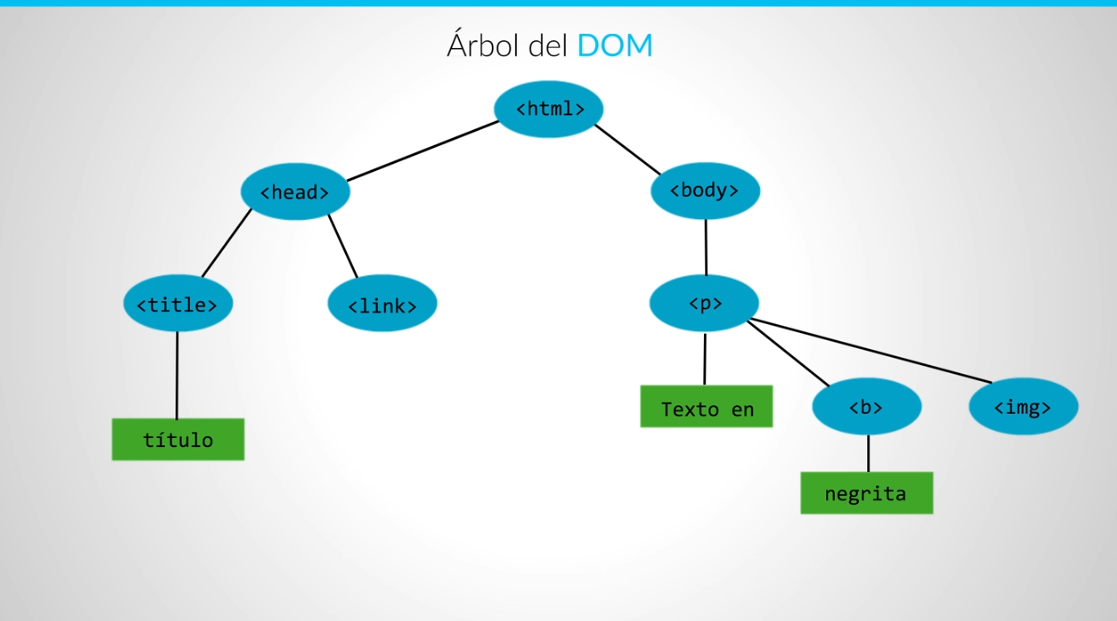 Árbol del DOM
<html>
<head>
<body>
<title>
<link>
<p>
Texto en
<b>
<img>
título
negrita